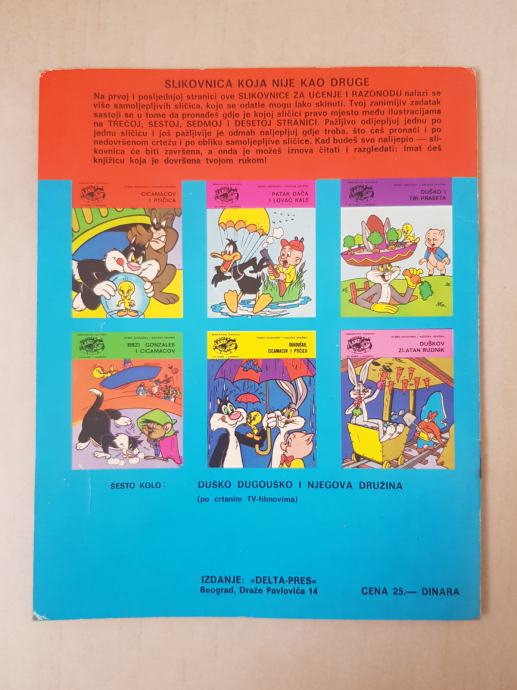 SLIKOVNICA KOJA NIJE KAO DRUGE
Na prvoj i posljednjoj stranici ove SLIKOVNICE ZA UČENJE I RAZONODU nalazi se
više samoljepljivih sličica, koje se odatle mogu lako skinuti. Tvoj zanimljiv zadatak
sastoji se u tome da pronađeš gdje je kojoj sličici pravo mjesto među ilustracijama
na TREĆOJ, ŠESTOJ, SEDMOJ I DESETOJ STRANICI. Pažljivo odljepljuj jednu po
jednu sličicu i još pažljivije je odmah naljepljuj gdje treba, što ćeš pronaći i po
nedovršenom crtežu i po obliku samoljepljive sličice. Kad budeš sve nalijepio — sli-
kovnica će biti završena, a onda je možeš iznova čitati i razgledati: imat ćeš
knjižicu koja je dovršena tvojom rukom!
CICAMACOV
I PTIČICA
PATAK DAČA
I LOVAC KALE
DUŠKO I
TRI PRASETA
BRZI GONZALES
I CICAMACOV
DUGOUŠKO,
CICAMACOV I PTIČICA
DUŠKOV
ZLATAN RUDNIK
ŠESTO KOLO:
DUŠKO DUGOUŠKO I NJEGOVA DRUŽINA
(po crtanim TV-filmovima)
IZDANJE: »DELTA-PRES«
Beograd, Draže Pavlovića 14
CENA 25.— DINARA